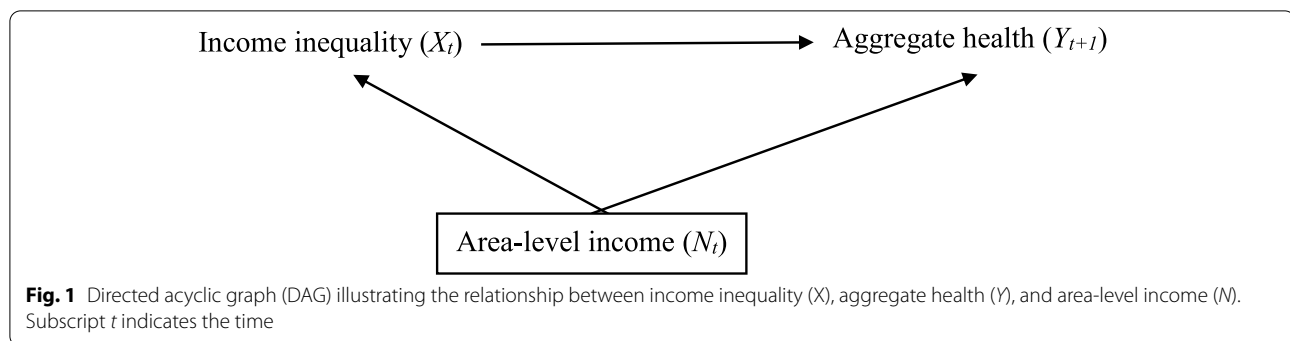 Income inequality (Xt)
Aggregate health (Yt+1)
Area-level income (Nt)
Fig. 1 Directed acyclic graph (DAG) illustrating the relationship between income inequality (X), aggregate health (Y), and area-level income (N).
Subscript t indicates the time